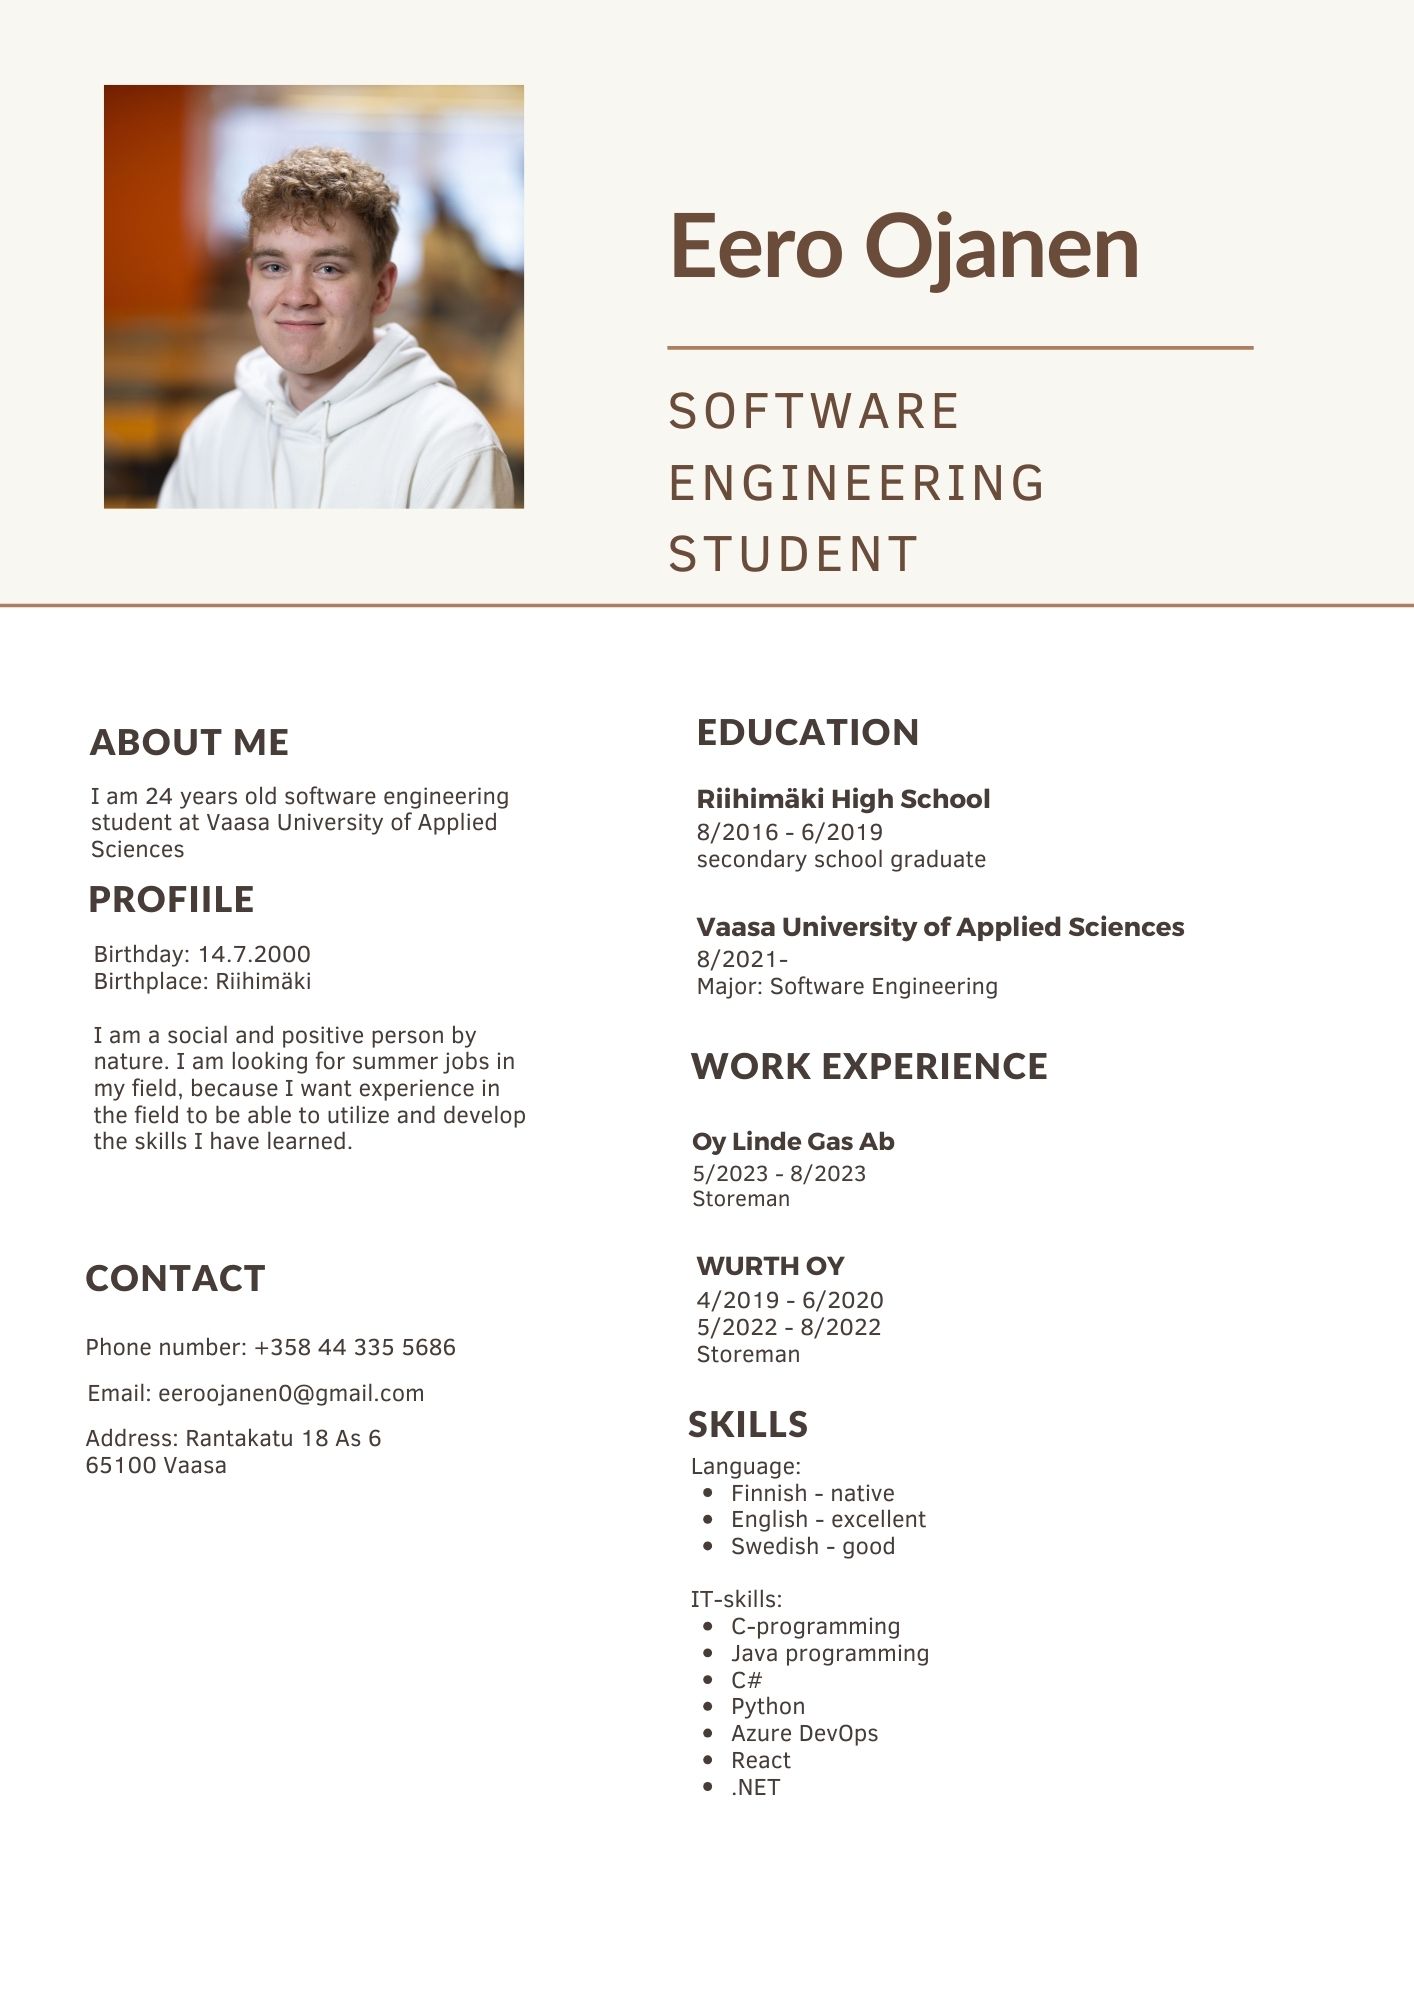 Eero Ojanen
SOFTWARE
ENGINEERING
STUDENT
ABOUT ME
I am 24 years old software engineering
student at Vaasa University of Applied
Sciences
PROFIILE
Birthday: 14.7.2000
Birthplace: Riihimäki
I am a social and positive person by
nature. I am looking for summer jobs in
my field, because I want experience in
the field to be able to utilize and develop
the skills I have learned.
CONTACT
Phone number: +358 44 335 5686
Email: eeroojanen0@gmail.com
Address: Rantakatu 18 As 6
65100 Vaasa
EDUCATION
Riihimäki High School
8/2016 - 6/2019
secondary school graduate
Vaasa University of Applied Sciences
8/2021-
Major: Software Engineering
WORK EXPERIENCE
Oy Linde Gas Ab
5/2023 - 8/2023
Storeman
WURTH OY
4/2019 - 6/2020
5/2022 - 8/2022
Storeman
SKILLS
Language:
• Finnish - native
• English - excellent
• Swedish - good
IT-skills:
• C-programming
• Java programming
• C#
• Python
• Azure DevOps
• React
• .NET